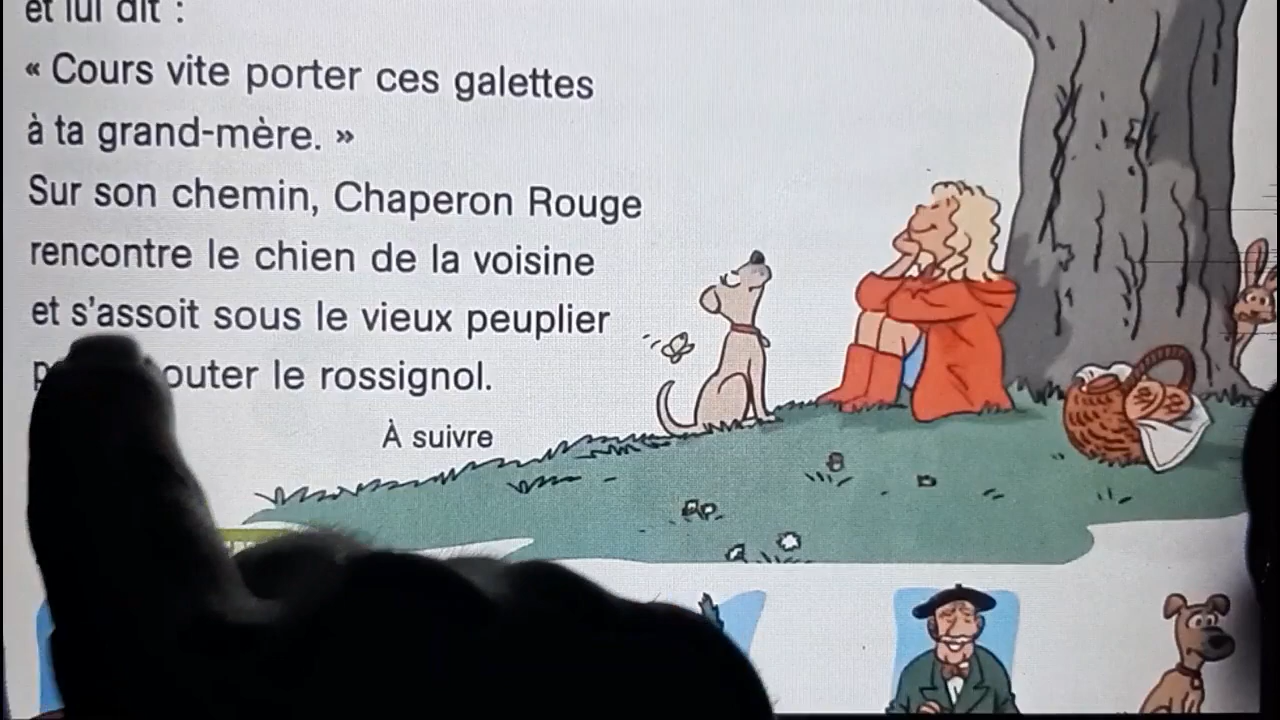 et lui dit :
« Cours vite porter ces galettes
à ta grand-mère. »
Sur son chemin, Chaperon Rouge
rencontre le chien de la voisine
et s'assoit sous le vieux peuplier
le rossignol.
À suivre